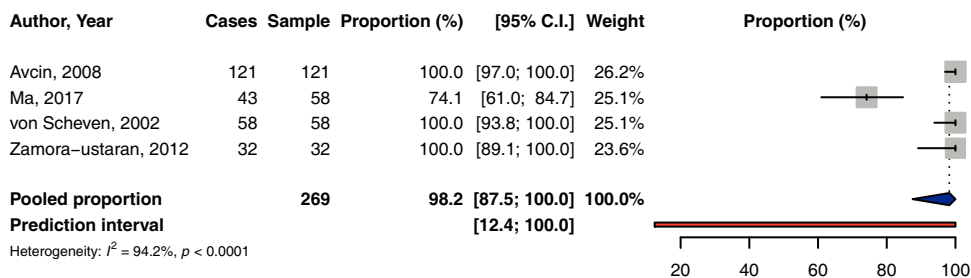 Author, Year Cases Sample Proportion (%) [95% C.I.] Weight Proportion (%)
Avcin, 2008 121 121 100.0 [97.0; 100.0] 26.2%
Ma, 2017 43 58 74.1 [61.0; 84.7] 25.1%
von Scheven, 2002 58 58 100.0 [93.8; 100.0] 25.1%
Zamora−ustaran, 2012 32 32 100.0 [89.1; 100.0] 23.6%
Pooled proportion 269 98.2 [87.5; 100.0] 100.0%
Prediction interval [12.4; 100.0]
Heterogeneity: I² = 94.2%, p < 0.0001
20 40 60 80 100